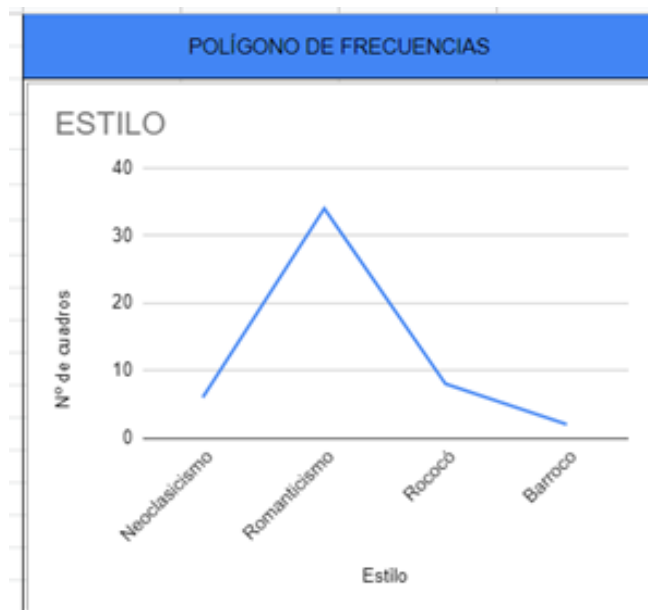 POLÍGONO DE FRECUENCIAS
ESTILO
40
30
20
10
0
Nº de cuadros
Neoclasicismo
Romanticismo
Rococó
Barroco
Estilo